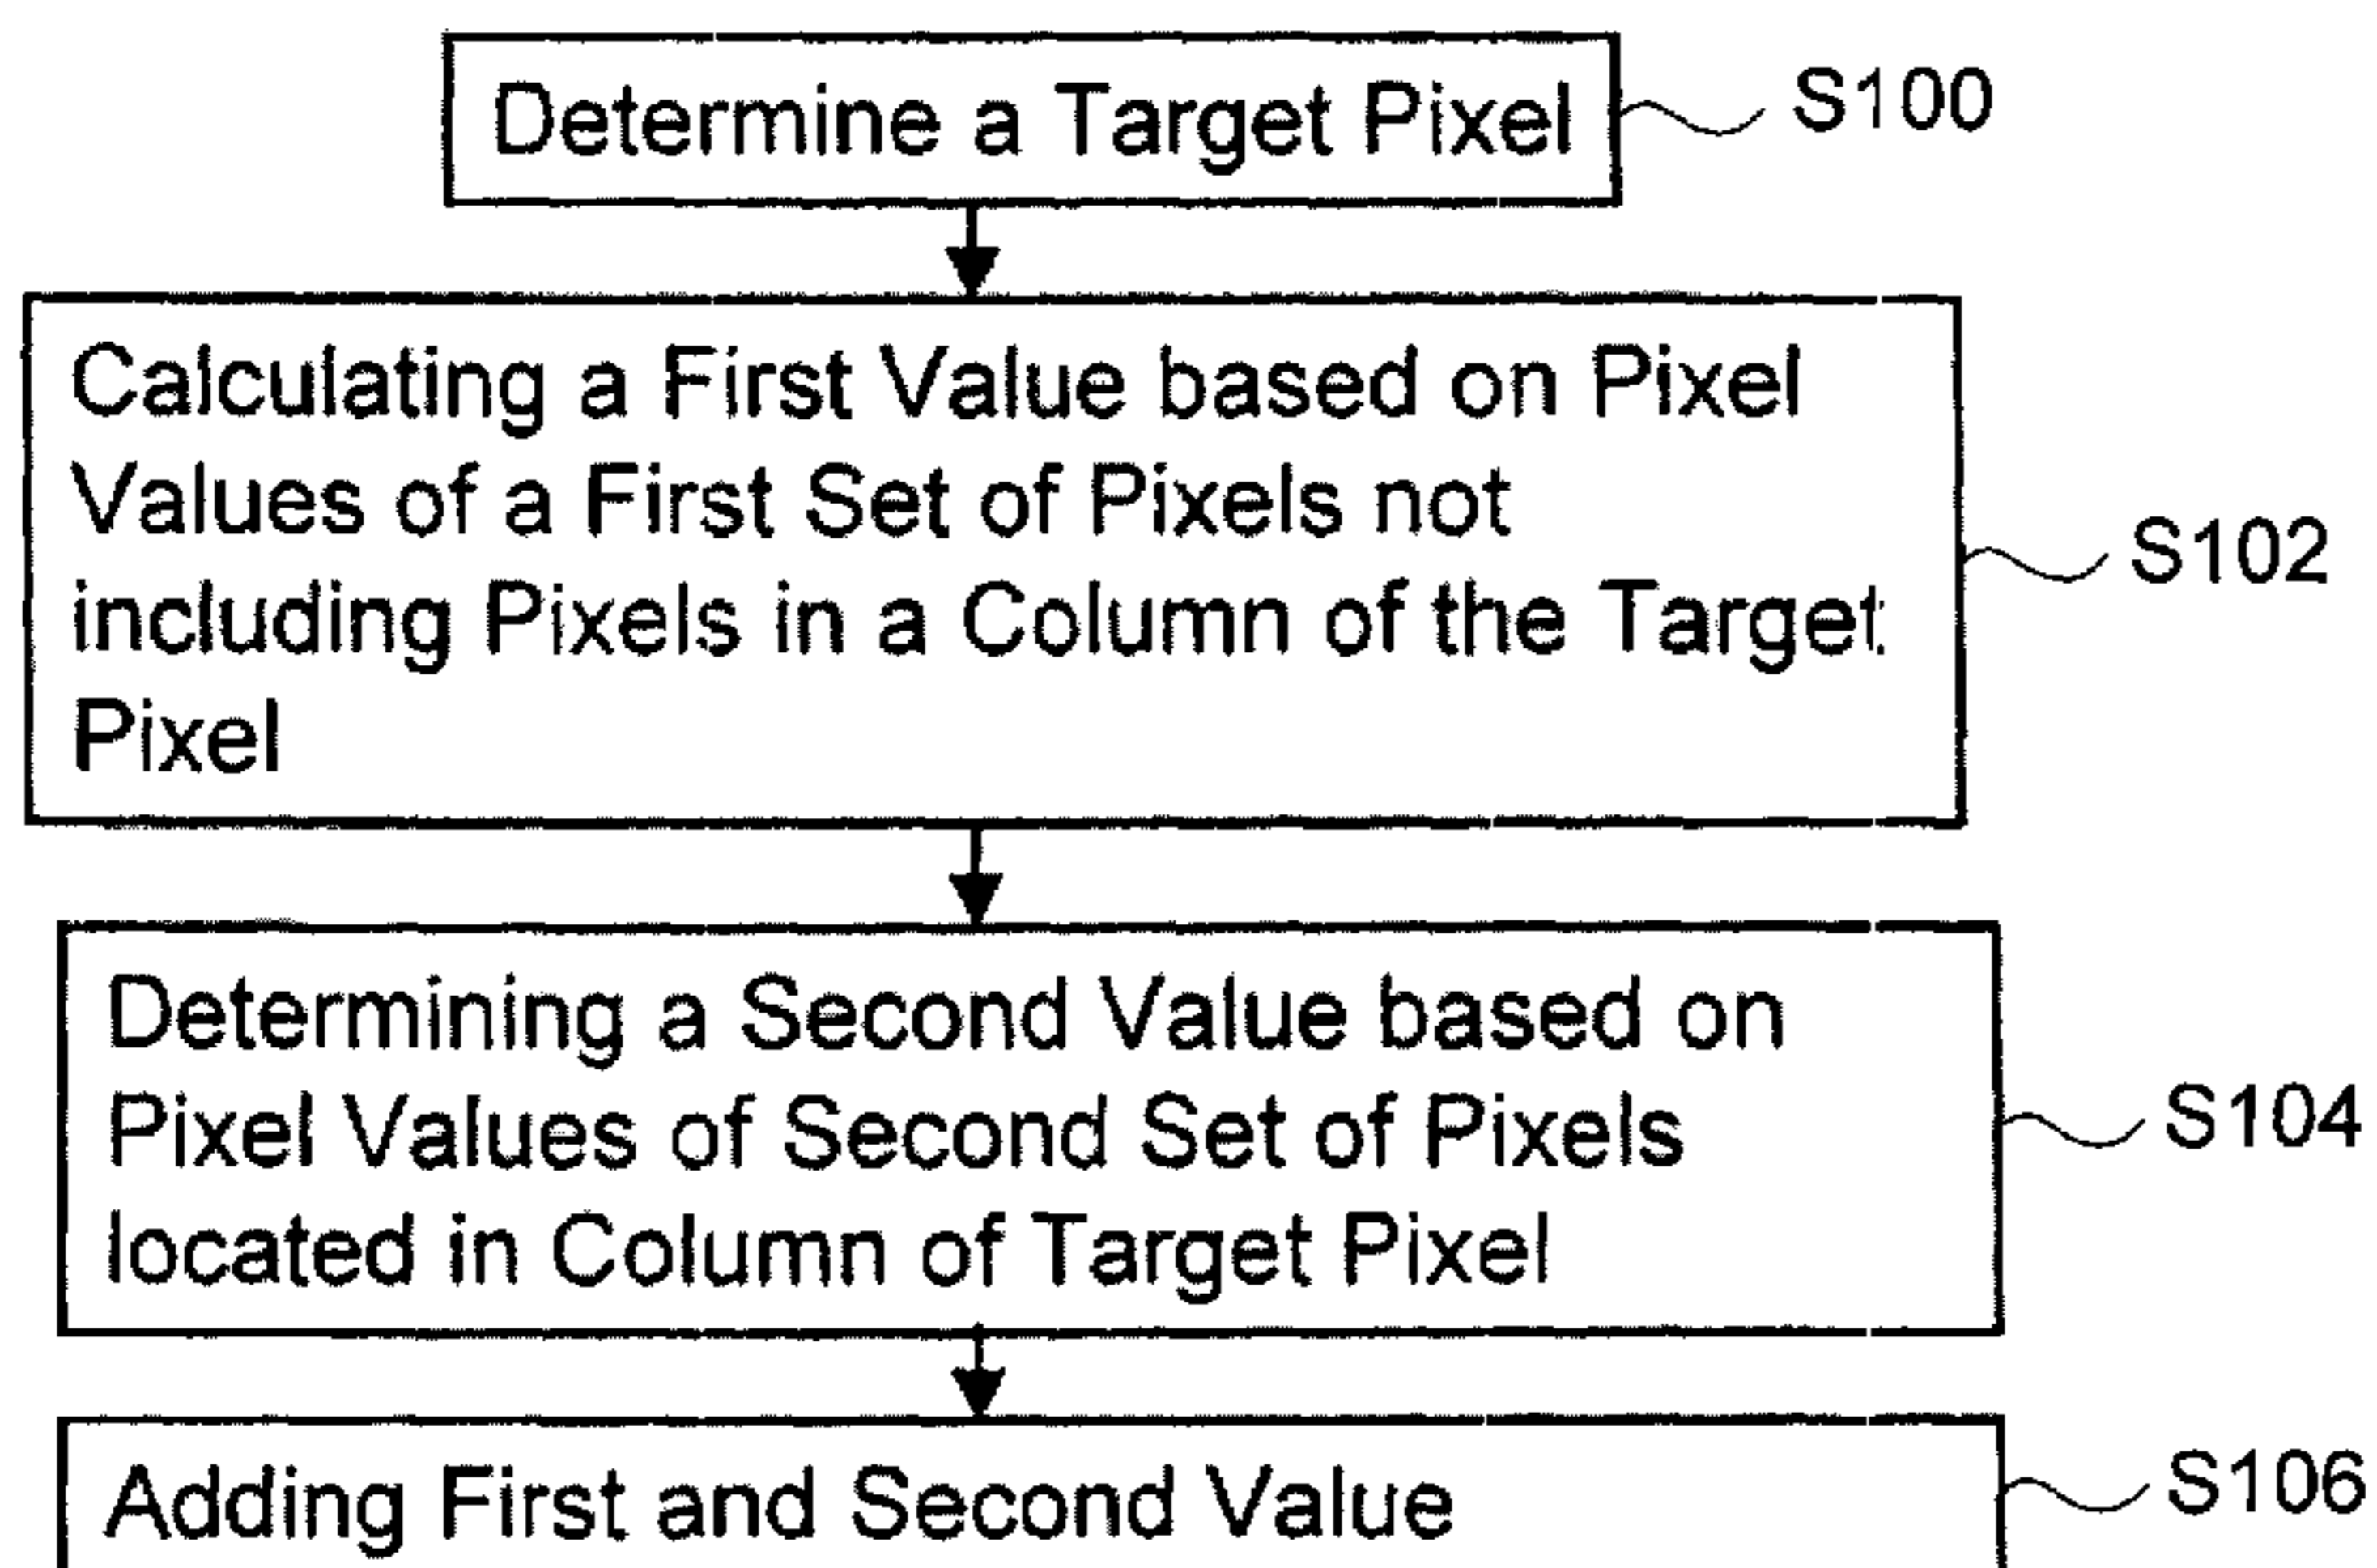 Determine a Target Pixel
S100
Calculating a First Value based on Pixel
Values of a First Set of Pixels not
including Pixels in a Column of the Target
Pixel
S102
Determining a Second Value based on
Pixel Values of Second Set of Pixels
located in Column of Target Pixel
S104
Adding First and Second Value
S106